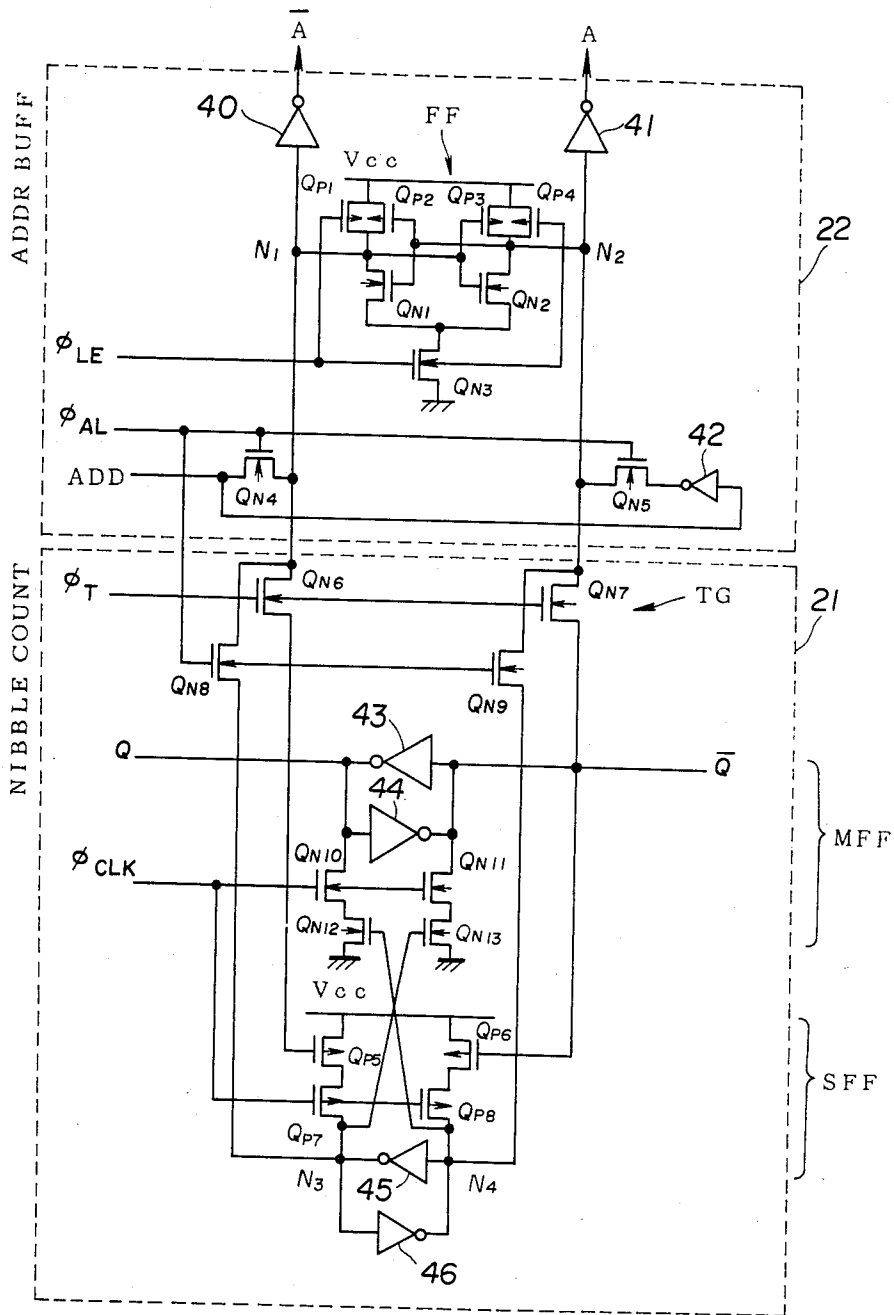 A̅ A
ADDR BUFF
40 FF 41
Vcc
QP1 QP2 QP3 QP4
N1 N2
QN1 QN2
22
ϕLE
QN3
ϕAL
42
ADD
QN4 QN5
NIBBLE COUNT
ϕT QN6 QN7
TG 21
QN8 QN9
43
Q Q̅
44
MFF
QN10 QN11
ϕCLK
QN12 QN13
Vcc
QP5 QP6
SFF
QP7 QP8
N3 45 N4
46